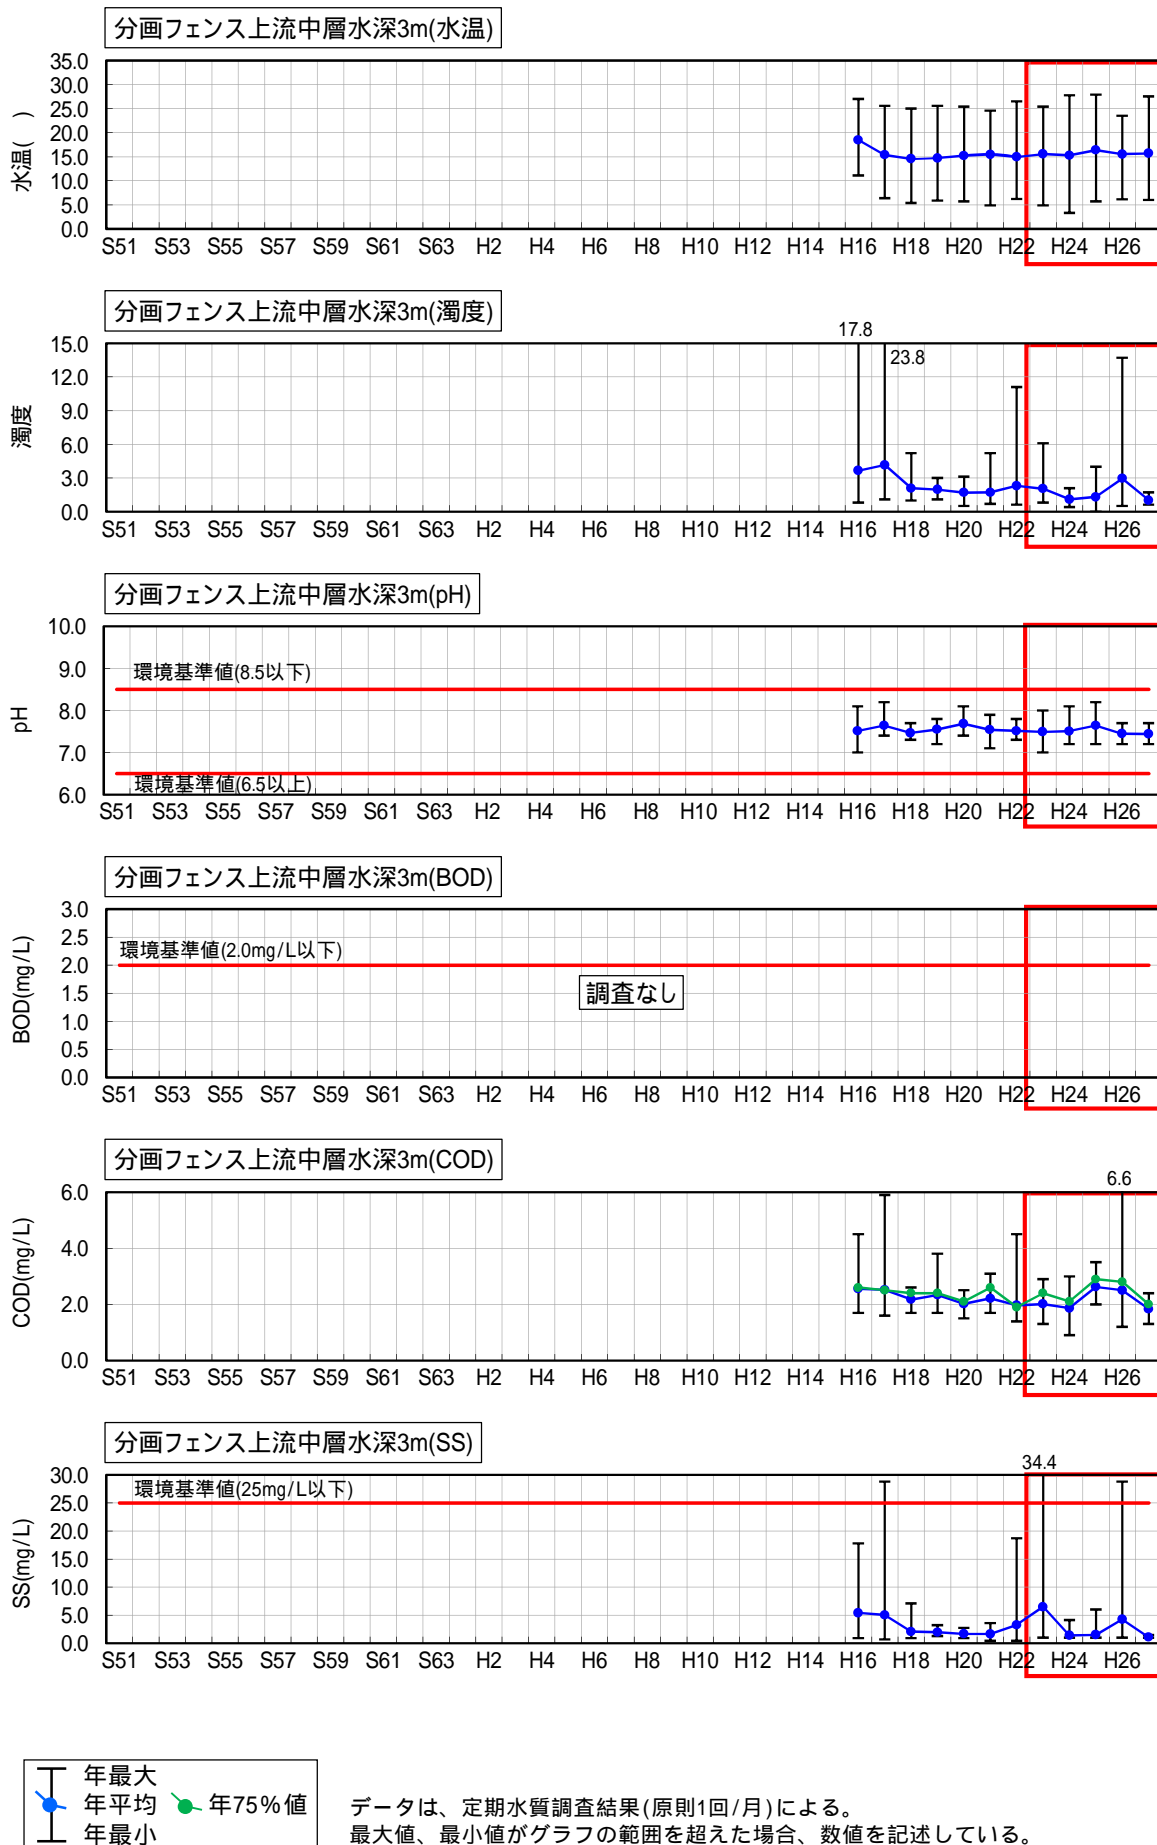 分画フェンス上流中層水深3m(水温)
35.0
30.0
25.0
20.0
15.0
10.0
5.0
0.0
水温( )
S51 S53 S55 S57 S59 S61 S63 H2 H4 H6 H8 H10 H12 H14 H16 H18 H20 H22 H24 H26
分画フェンス上流中層水深3m(濁度)
17.8
23.8
15.0
12.0
9.0
6.0
3.0
0.0
濁度
S51 S53 S55 S57 S59 S61 S63 H2 H4 H6 H8 H10 H12 H14 H16 H18 H20 H22 H24 H26
分画フェンス上流中層水深3m(pH)
10.0
9.0
8.0
7.0
6.0
pH
環境基準値(8.5以下)
環境基準値(6.5以上)
S51 S53 S55 S57 S59 S61 S63 H2 H4 H6 H8 H10 H12 H14 H16 H18 H20 H22 H24 H26
分画フェンス上流中層水深3m(BOD)
3.0
2.5
2.0
1.5
1.0
0.5
0.0
BOD(mg/L)
環境基準値(2.0mg/L以下)
調査なし
S51 S53 S55 S57 S59 S61 S63 H2 H4 H6 H8 H10 H12 H14 H16 H18 H20 H22 H24 H26
分画フェンス上流中層水深3m(COD)
6.6
6.0
4.0
2.0
0.0
COD(mg/L)
S51 S53 S55 S57 S59 S61 S63 H2 H4 H6 H8 H10 H12 H14 H16 H18 H20 H22 H24 H26
分画フェンス上流中層水深3m(SS)
34.4
30.0
25.0
20.0
15.0
10.0
5.0
0.0
SS(mg/L)
環境基準値(25mg/L以下)
S51 S53 S55 S57 S59 S61 S63 H2 H4 H6 H8 H10 H12 H14 H16 H18 H20 H22 H24 H26
年最大
年平均 年75%値
年最小
データは、定期水質調査結果(原則1回/月)による。
最大値、最小値がグラフの範囲を超えた場合、数値を記述している。